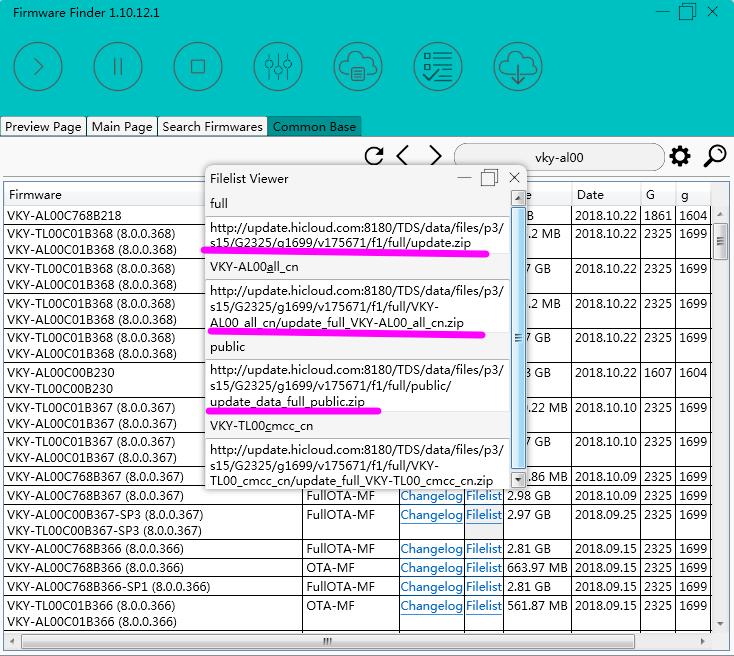 Firmware Finder 1.10.12.1
Preview Page Main Page Search Firmwares Common Base
vky-al00
Firmware Date G g
VKY-AL00C768B218 2018.10.22 1861 1604
VKY-TL00C01B368 (8.0.0.368)
VKY-AL00C01B368 (8.0.0.368) .2 MB 2018.10.22 2325 1699
VKY-TL00C01B368 (8.0.0.368)
VKY-AL00C01B368 (8.0.0.368) 7 GB 2018.10.22 2325 1699
VKY-TL00C01B368 (8.0.0.368)
VKY-AL00C01B368 (8.0.0.368) .2 MB 2018.10.22 2325 1699
VKY-TL00C01B368 (8.0.0.368)
VKY-AL00C01B368 (8.0.0.368) 7 GB 2018.10.22 2325 1699
VKY-AL00C00B230
VKY-TL00C00B230 GB 2018.10.22 1607 1604
VKY-TL00C01B367 (8.0.0.367)
VKY-AL00C01B367 (8.0.0.367) .22 MB 2018.10.10 2325 1699
VKY-TL00C01B367 (8.0.0.367)
VKY-AL00C01B367 (8.0.0.367) 7 GB 2018.10.10 2325 1699
VKY-AL00C768B367 (8.0.0.367) .86 MB 2018.10.09 2325 1699
VKY-AL00C768B367 (8.0.0.367) FullOTA-MF Changelog Filelist 2.98 GB 2018.10.09 2325 1699
VKY-AL00C00B367-SP3 (8.0.0.367)
VKY-TL00C00B367-SP3 (8.0.0.367) FullOTA-MF Changelog Filelist 2.97 GB 2018.09.25 2325 1699
VKY-AL00C768B366 (8.0.0.366) FullOTA-MF Changelog Filelist 2.81 GB 2018.09.15 2325 1699
VKY-AL00C768B366 (8.0.0.366) OTA-MF Changelog Filelist 663.97 MB 2018.09.15 2325 1699
VKY-AL00C768B366-SP1 (8.0.0.366) FullOTA-MF Changelog Filelist 2.81 GB 2018.09.15 2325 1699
VKY-TL00C01B366 (8.0.0.366)
VKY-AL00C01B366 (8.0.0.366) OTA-MF Changelog Filelist 561.87 MB 2018.09.15 2325 1699
Filelist Viewer
full
http://update.hicloud.com:8180/TDS/data/files/p3/
s15/G2325/g1699/v175671/f1/full/update.zip
VKY-AL00all_cn
http://update.hicloud.com:8180/TDS/data/files/p3/
s15/G2325/g1699/v175671/f1/full/VKY-
AL00_all_cn/update_full_VKY-AL00_all_cn.zip
public
http://update.hicloud.com:8180/TDS/data/files/p3/
s15/G2325/g1699/v175671/f1/full/public/
update_data_full_public.zip
VKY-TL00cmcc_cn
http://update.hicloud.com:8180/TDS/data/files/p3/
s15/G2325/g1699/v175671/f1/full/VKY-
TL00_cmcc_cn/update_full_VKY-TL00_cmcc_cn.zip